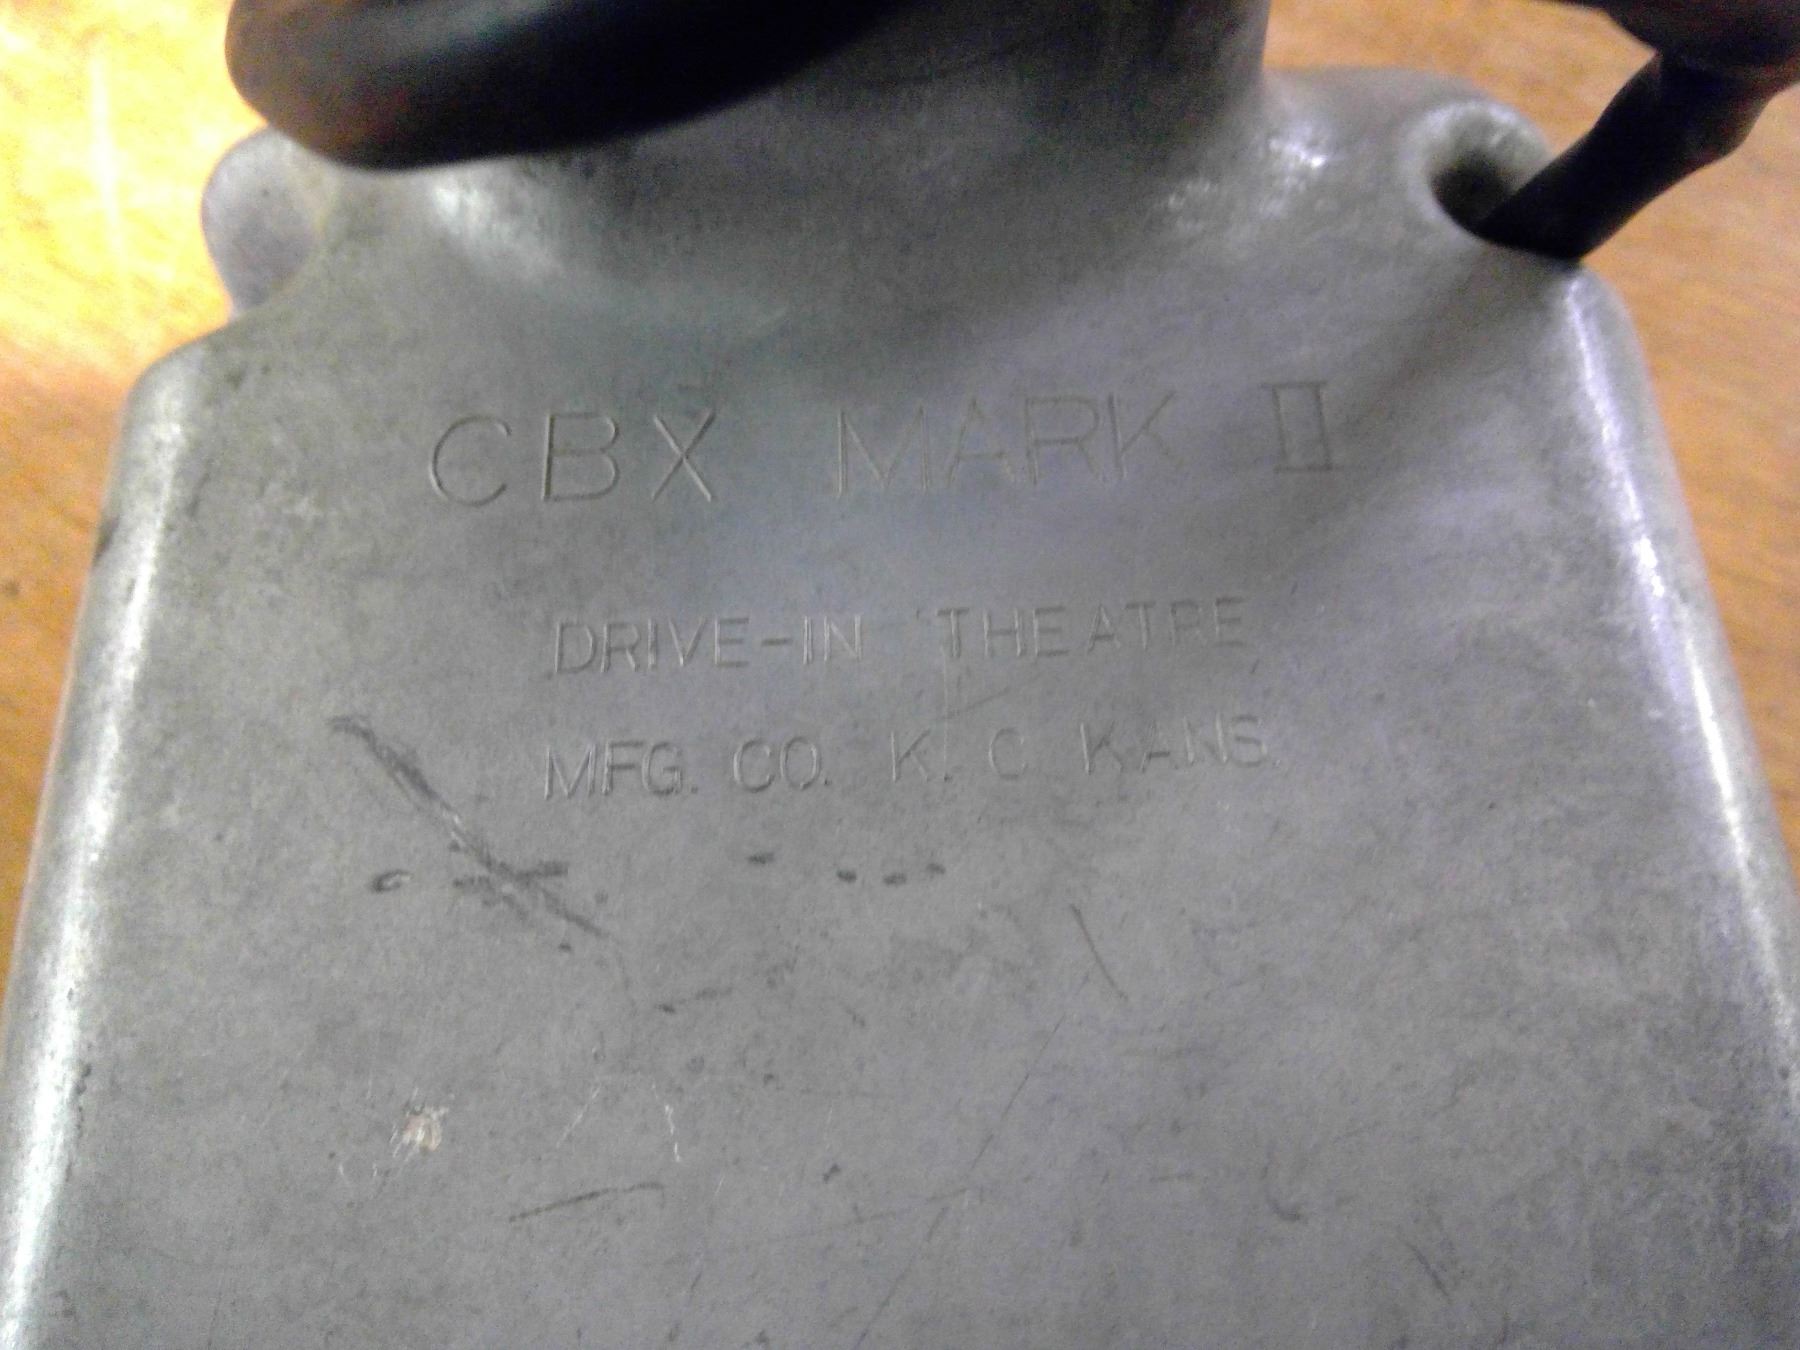 CBX MARK II
DRIVE-IN THEATRE
MFG. CO. K. C KANS.